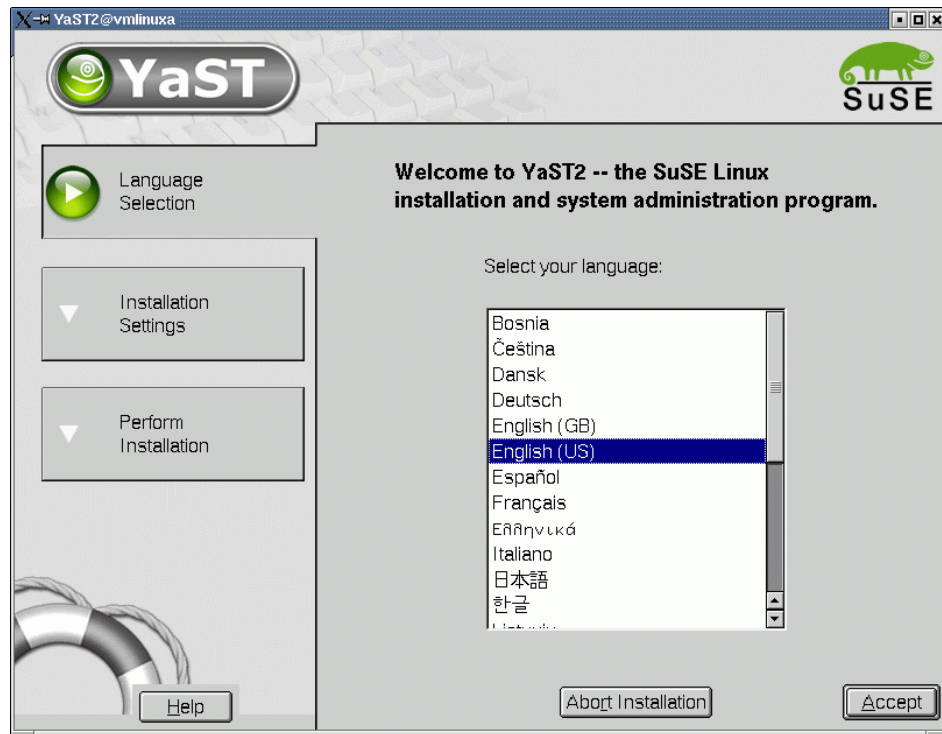 YaST2@vmlinuxa
YaST
SuSE
Language
Selection
Installation
Settings
Perform
Installation
Help
Welcome to YaST2 -- the SuSE Linux
installation and system administration program.
Select your language:
Bosnia
Čeština
Dansk
Deutsch
English (GB)
English (US)
Español
Français
Ελληνικά
Italiano
日本語
한글
Abort Installation
Accept